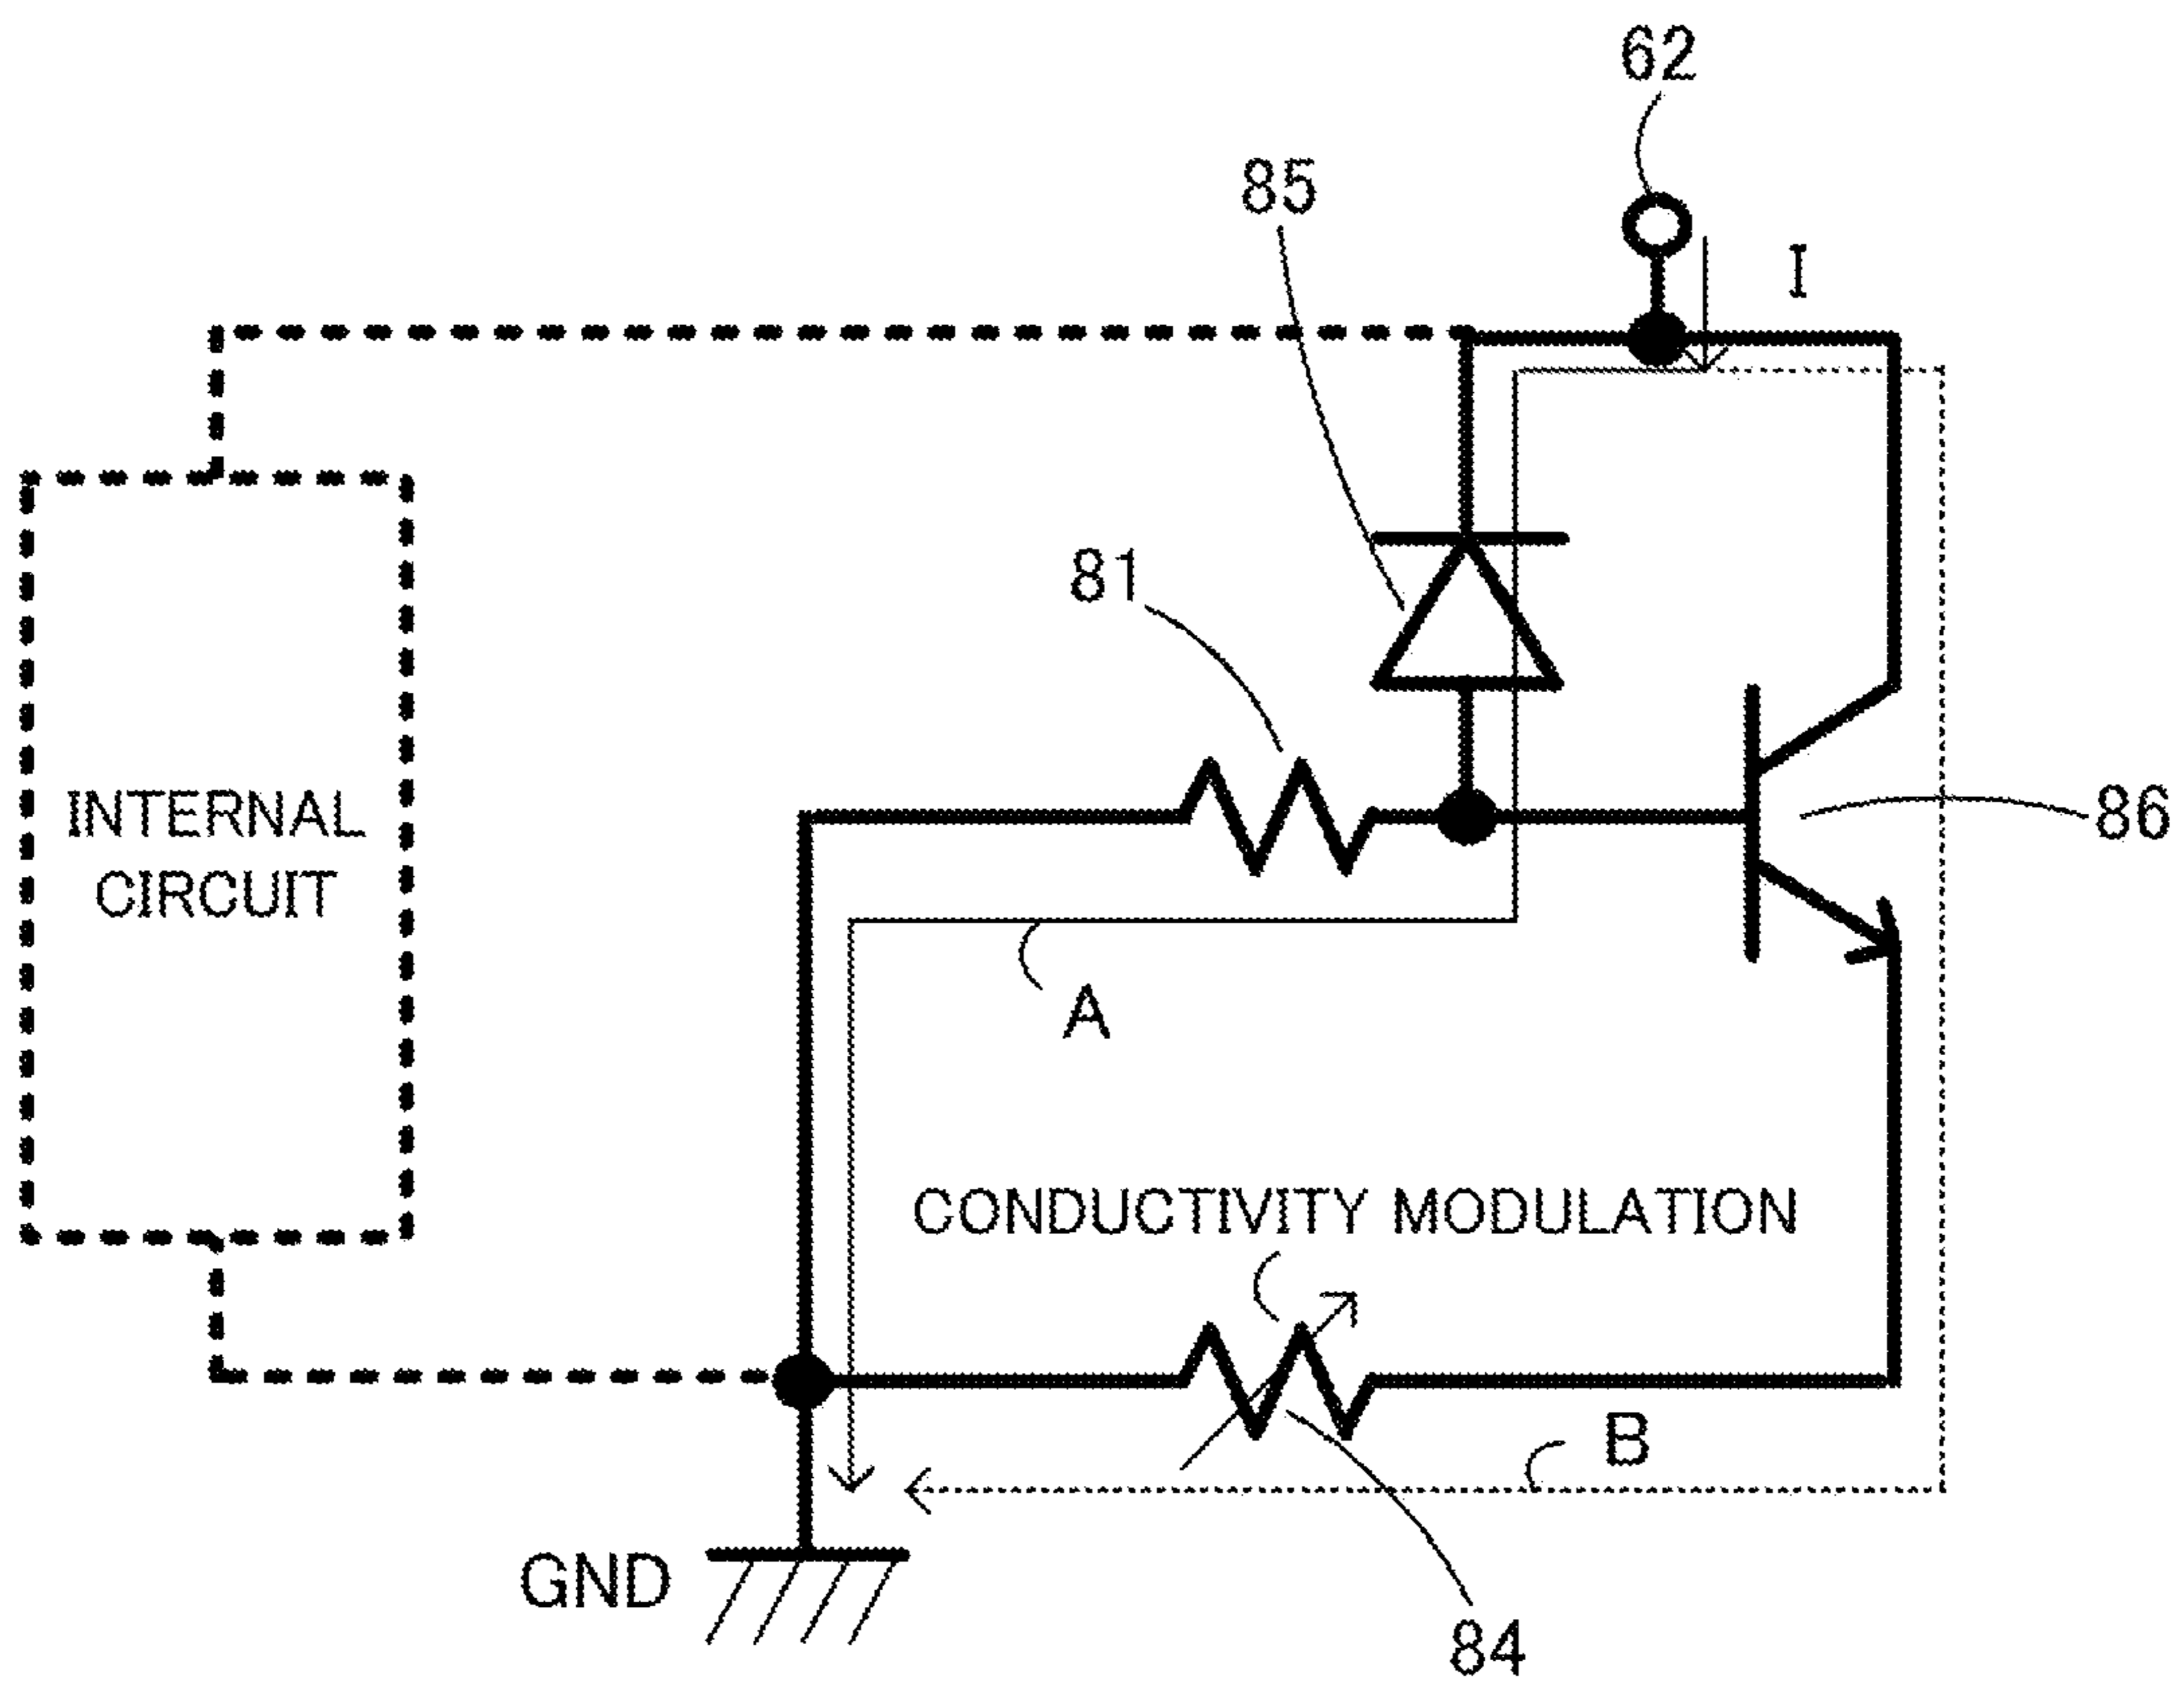 62
85
I
81
INTERNAL
CIRCUIT
86
A
CONDUCTIVITY MODULATION
B
GND
84